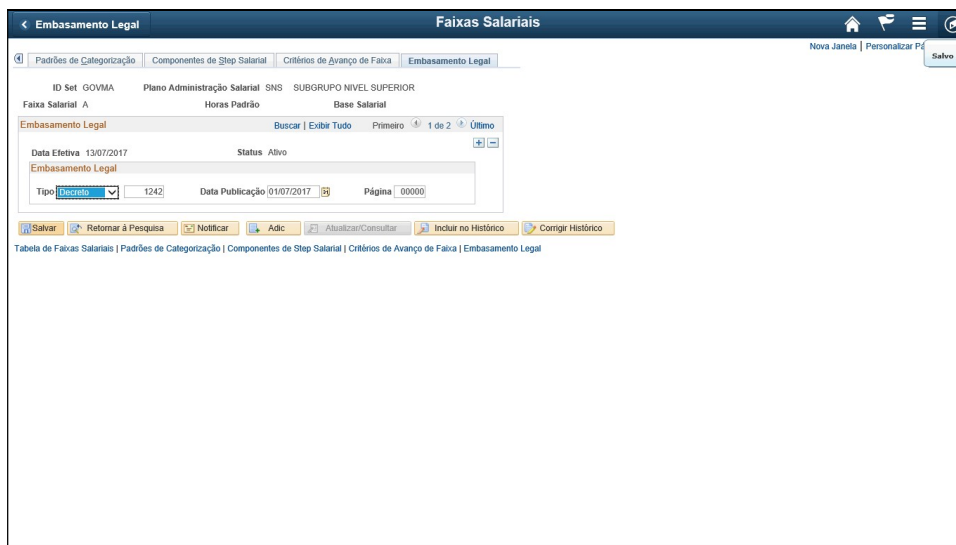 Embasamento Legal Faixas Salariais
Nova Janela | Personalizar Pá
Salvo
Padrões de Categorização Componentes de Step Salarial Critérios de Avanço de Faixa Embasamento Legal
ID Set GOVMA Plano Administração Salarial SNS SUBGRUPO NIVEL SUPERIOR
Faixa Salarial A Horas Padrão Base Salarial
Embasamento Legal Buscar | Exibir Tudo Primeiro 1 de 2 Último
Data Efetiva 13/07/2017 Status Ativo
Embasamento Legal
Tipo Decreto 1242 Data Publicação 01/07/2017 Página 00000
Salvar Retornar à Pesquisa Notificar Adic Atualizar/Consultar Incluir no Histórico Corrigir Histórico
Tabela de Faixas Salariais | Padrões de Categorização | Componentes de Step Salarial | Critérios de Avanço de Faixa | Embasamento Legal